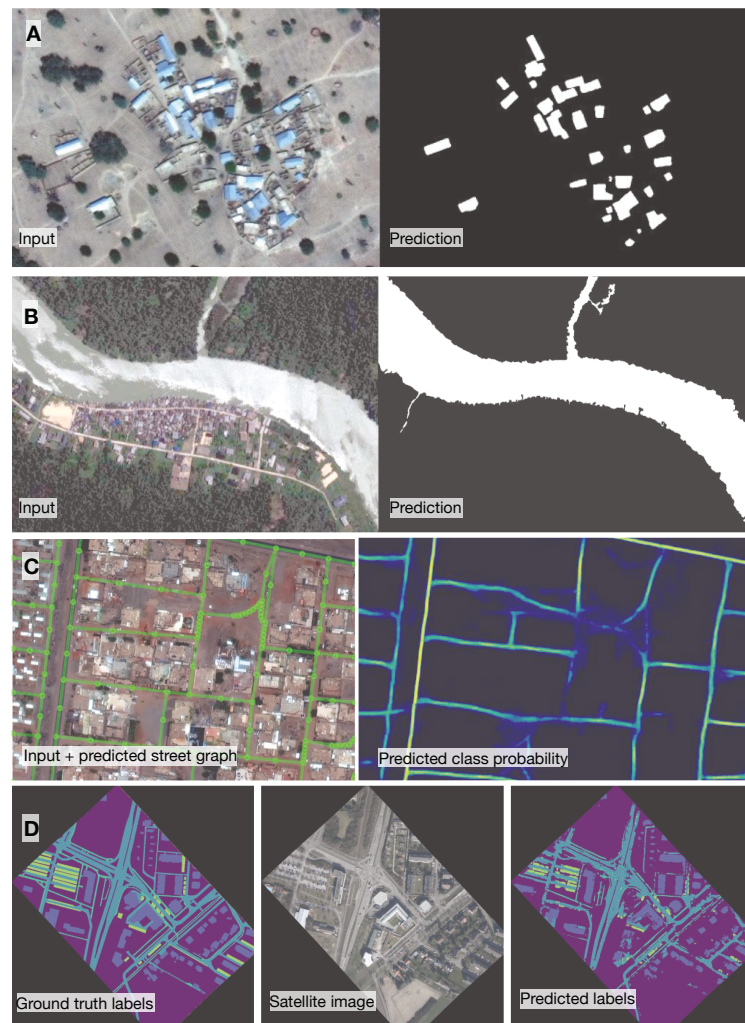 A
Input
Prediction
B
Input
Prediction
C
Input + predicted street graph
Predicted class probability
D
Ground truth labels
Satellite image
Predicted labels